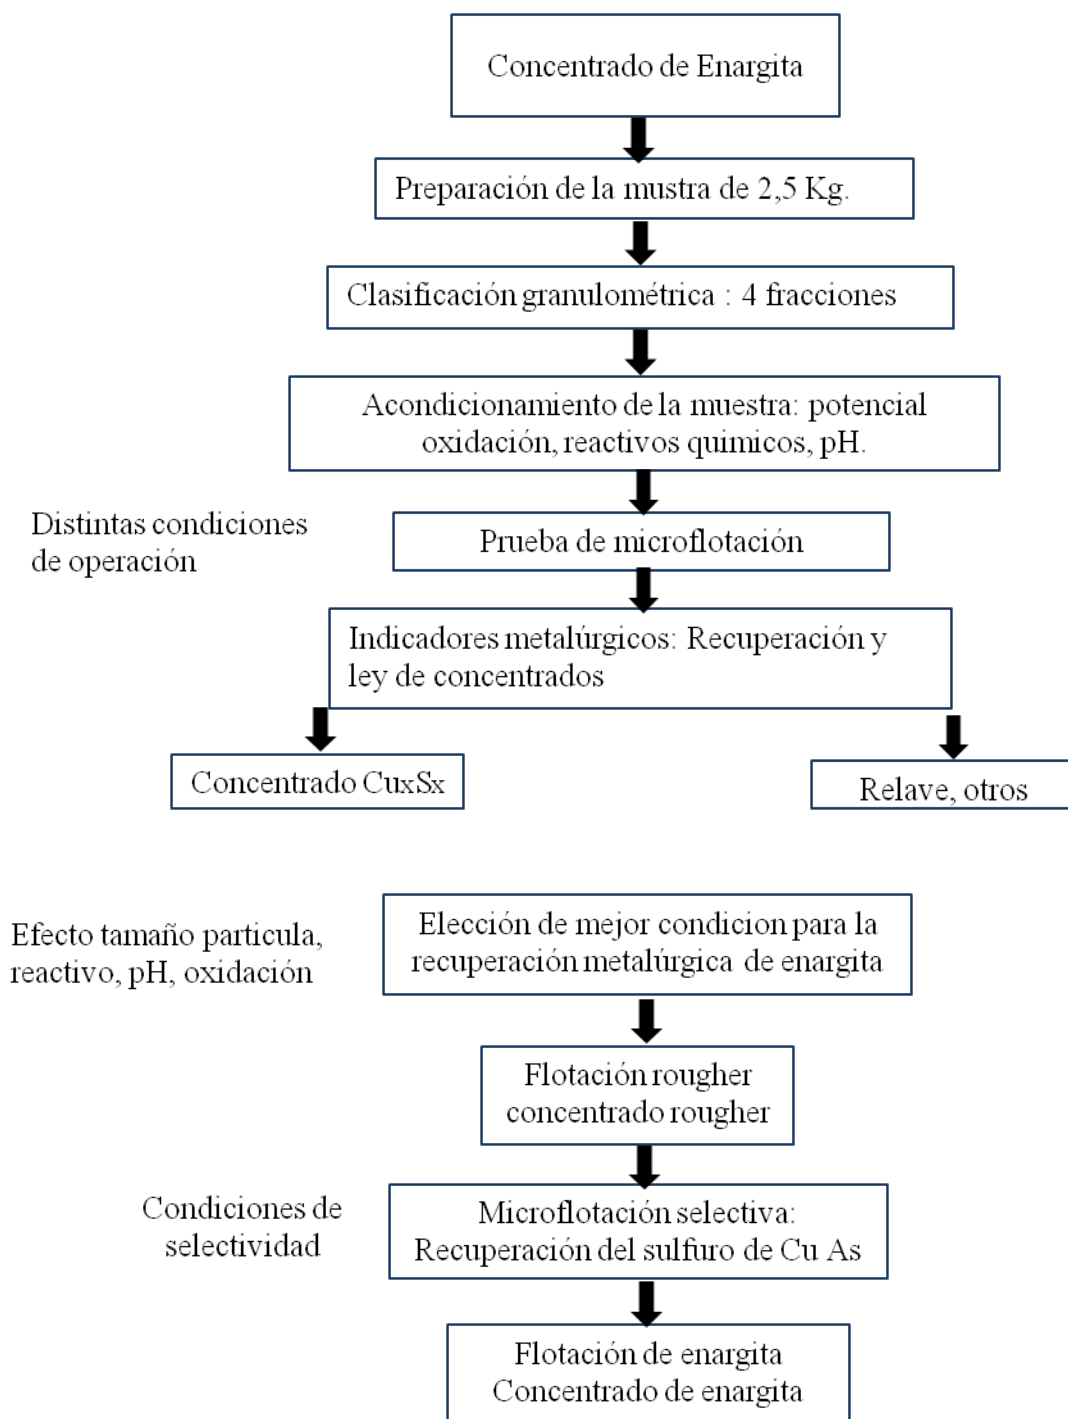 Concentrado de Enargita
Preparación de la mustra de 2,5 Kg.
Clasificación granulométrica : 4 fracciones
Acondicionamiento de la muestra: potencial
oxidación, reactivos quimicos, pH.
Distintas condiciones
de operación
Prueba de microflotación
Indicadores metalúrgicos: Recuperación y
ley de concentrados
Concentrado CuxSx
Relave, otros
Efecto tamaño particula,
reactivo, pH, oxidación
Elección de mejor condicion para la
recuperación metalúrgica de enargita
Flotación rougher
concentrado rougher
Condiciones de
selectividad
Microflotación selectiva:
Recuperación del sulfuro de Cu As
Flotación de enargita
Concentrado de enargita